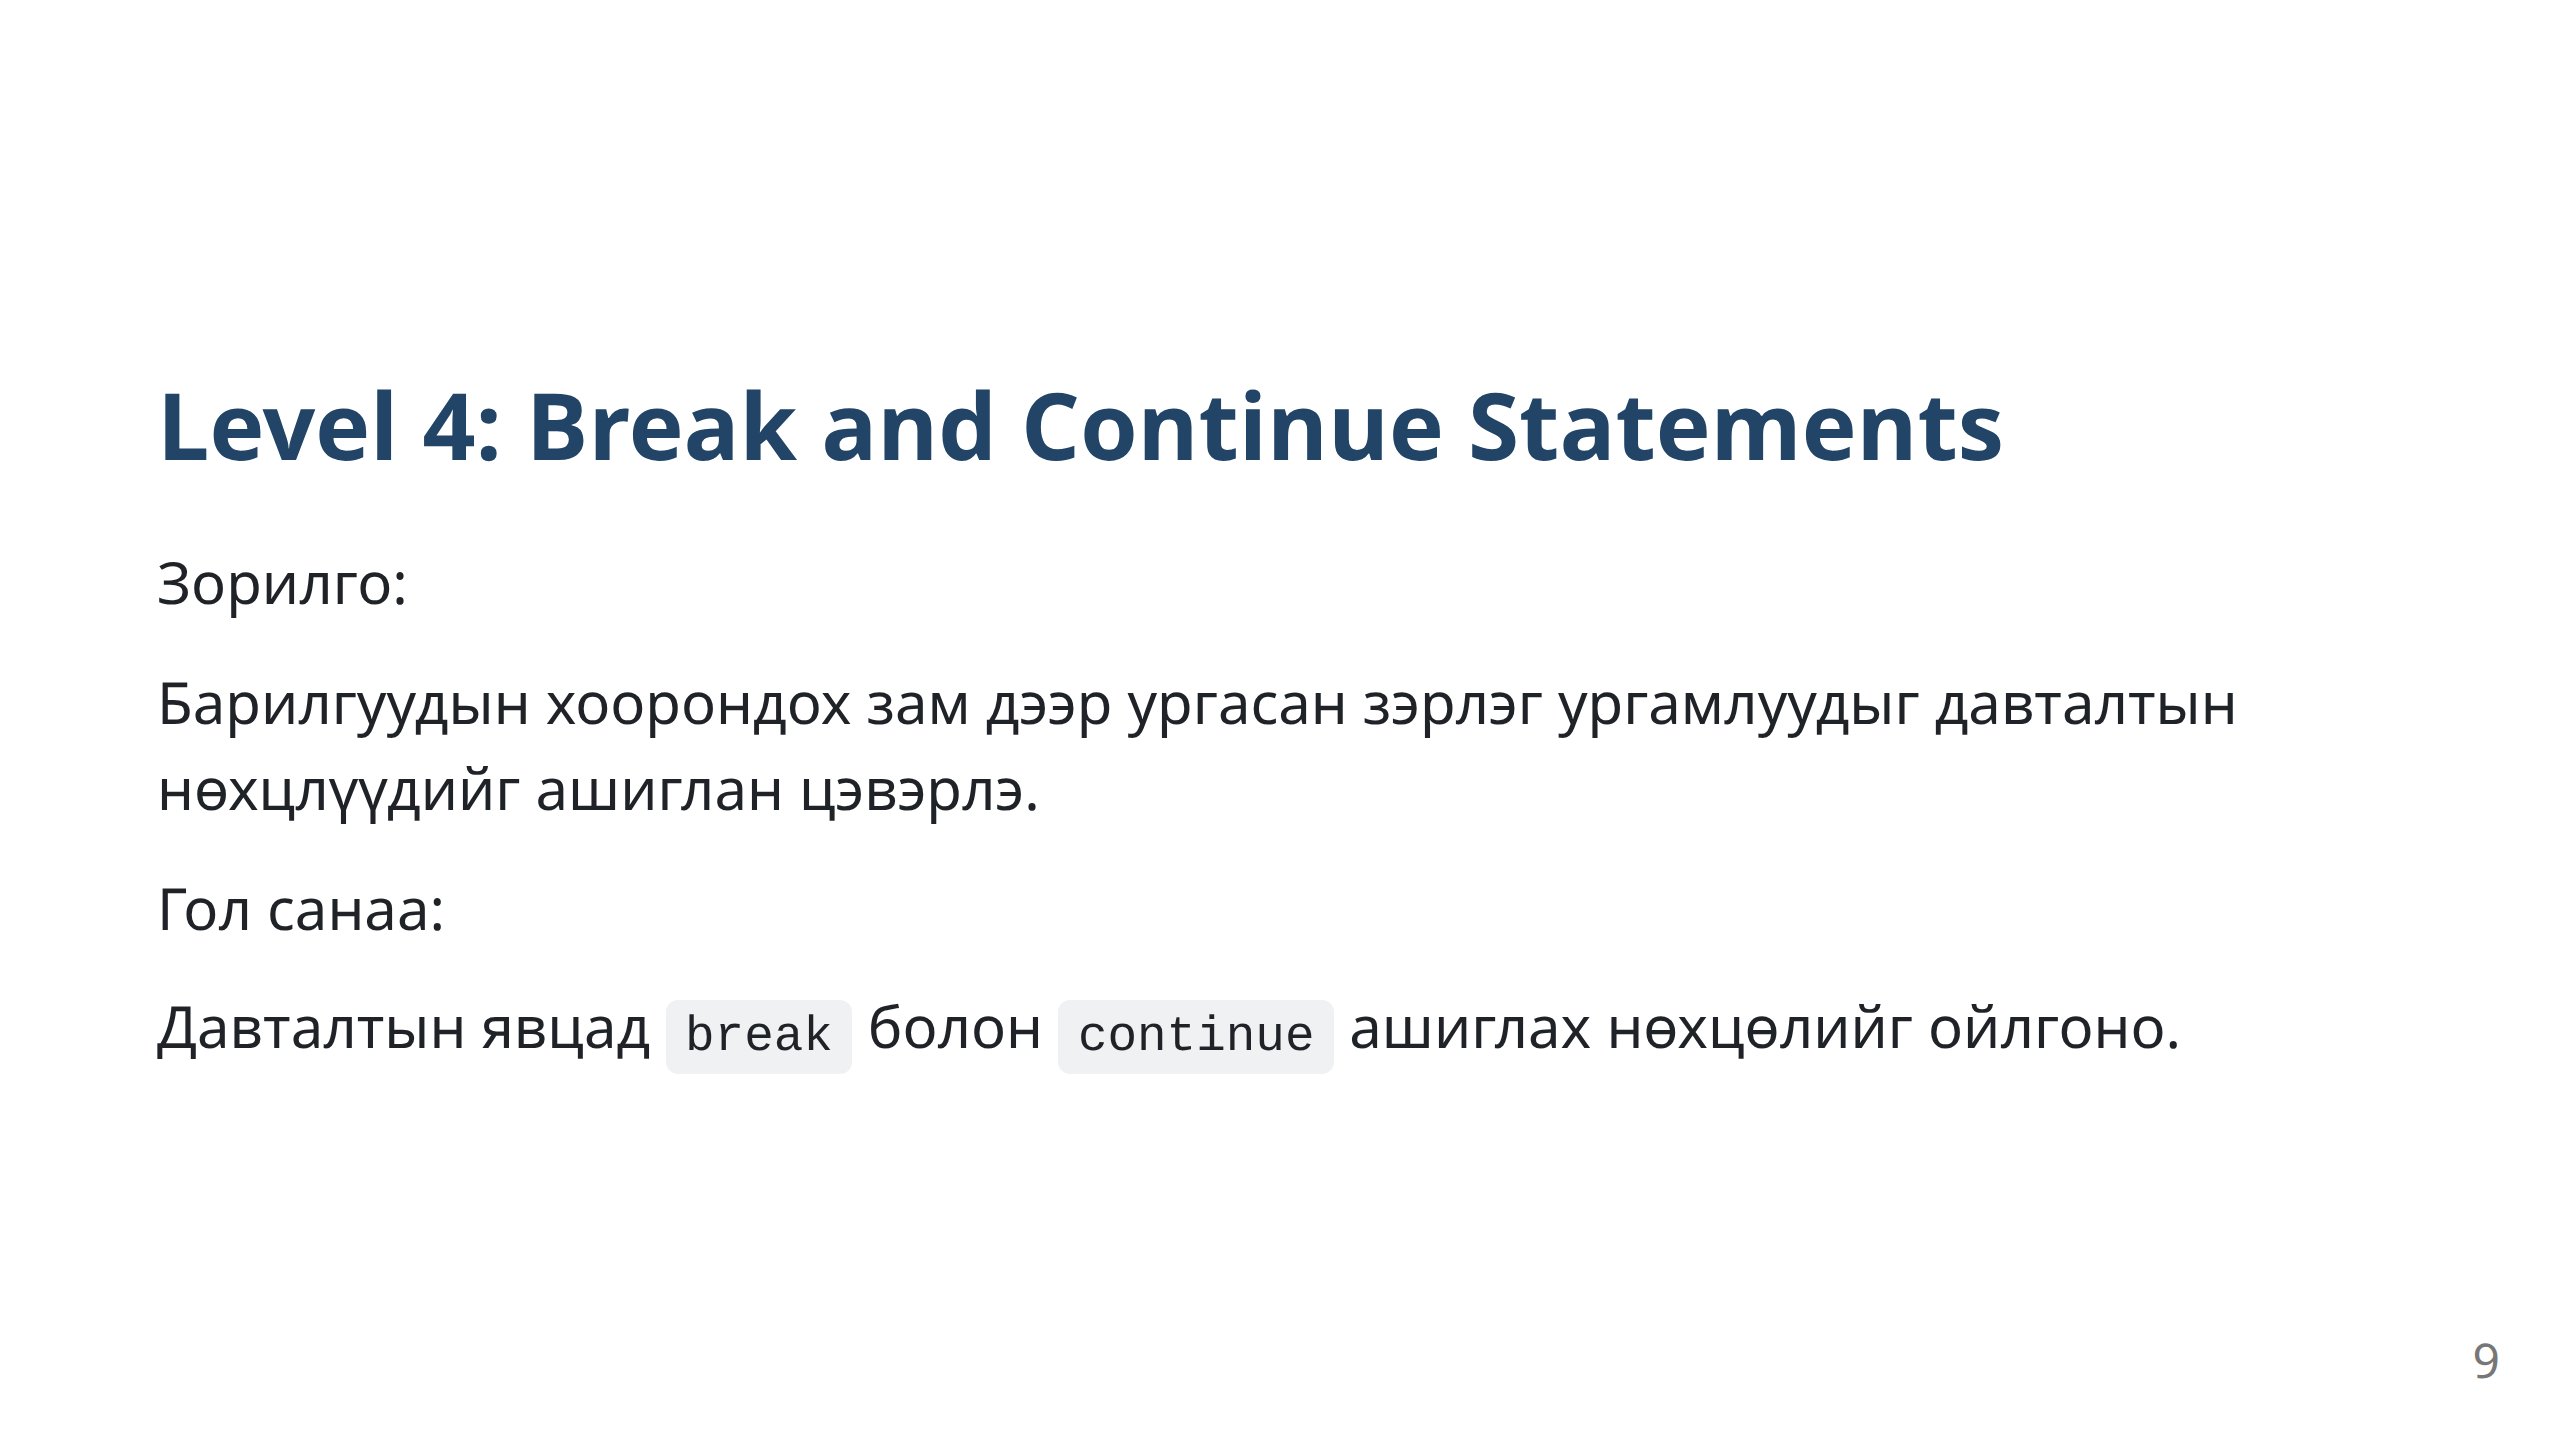 Level 4: Break and Continue Statements
Зорилго:
Барилгуудын хоорондох зам дээр ургасан зэрлэг ургамлуудыг давталтын
нөхцлүүдийг ашиглан цэвэрлэ.
Гол санаа:
Давталтын явцад break болон continue ашиглах нөхцөлийг ойлгоно.
9